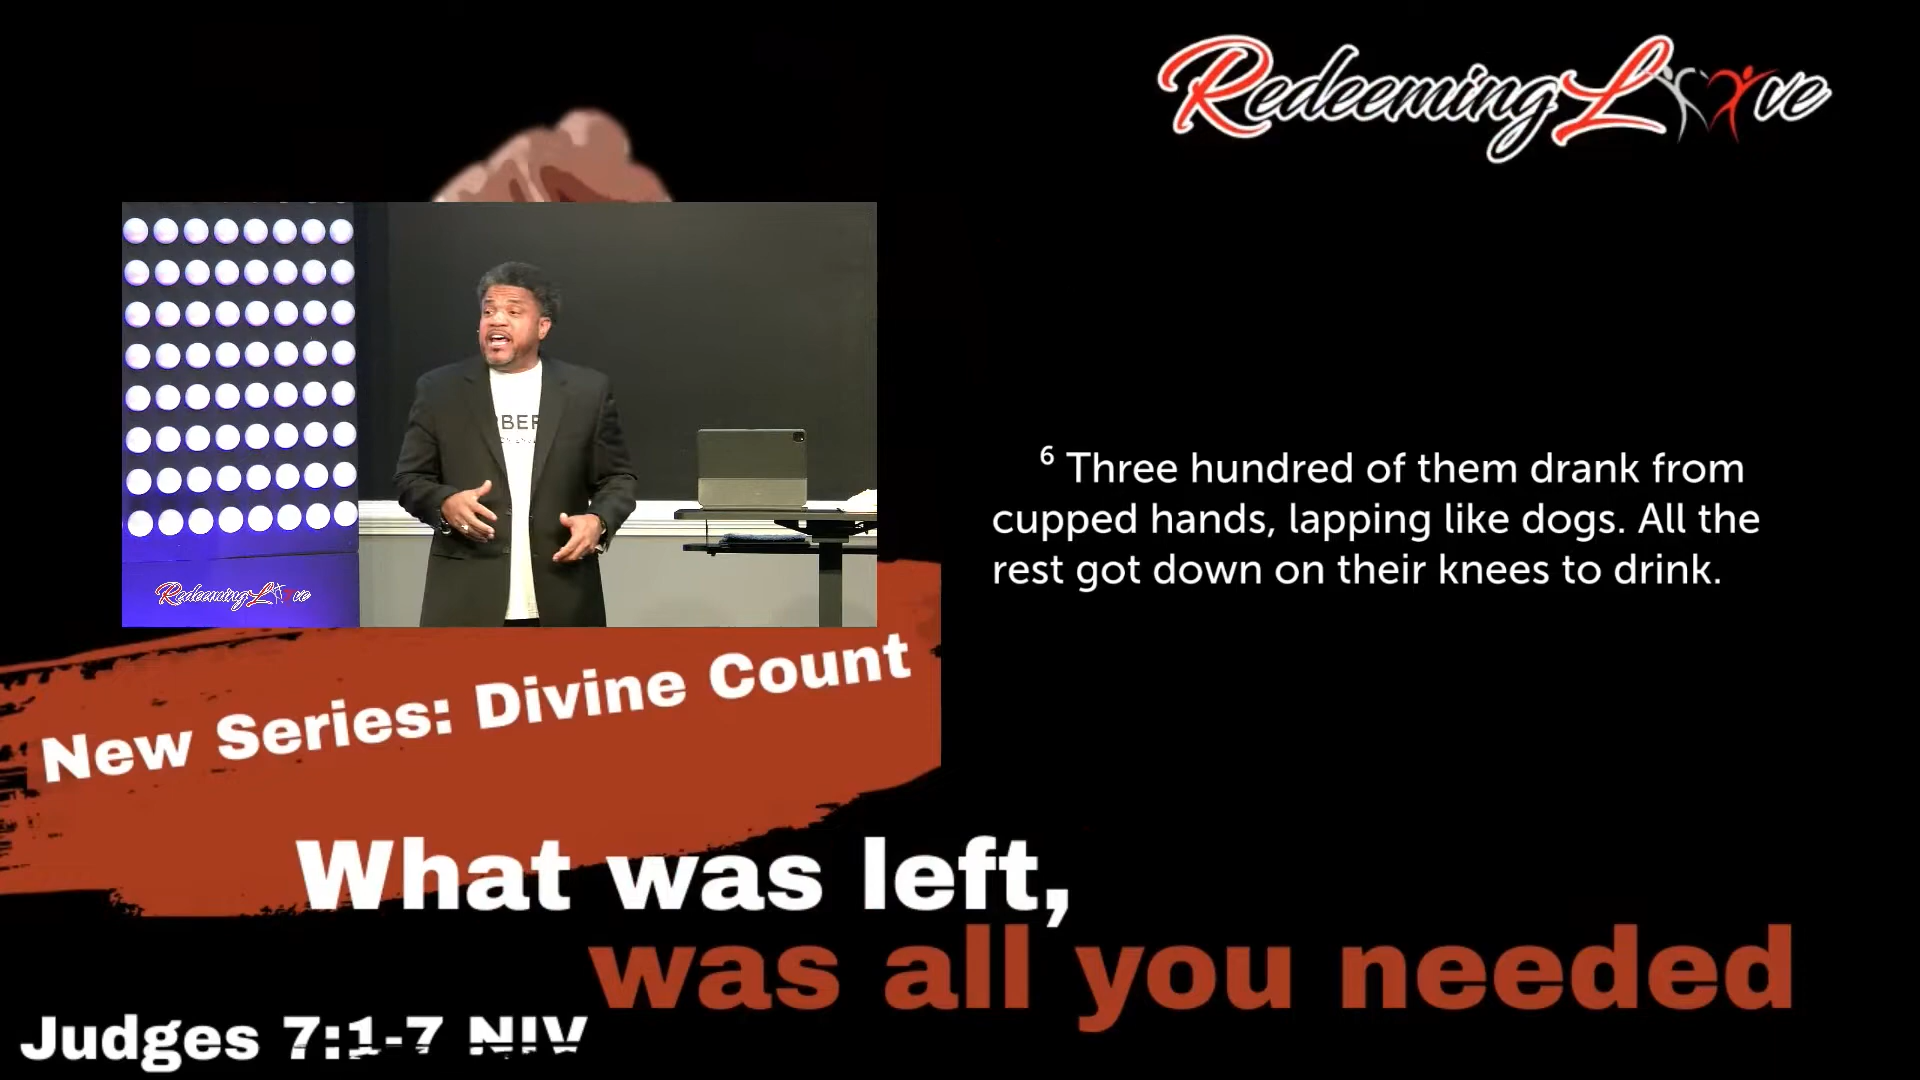 RedeemingLove
6 Three hundred of them drank from
cupped hands, lapping like dogs. All the
rest got down on their knees to drink.
RedeemingLove
New Series: Divine Count
What was left,
was all you needed
Judges 7:1-7 NIV